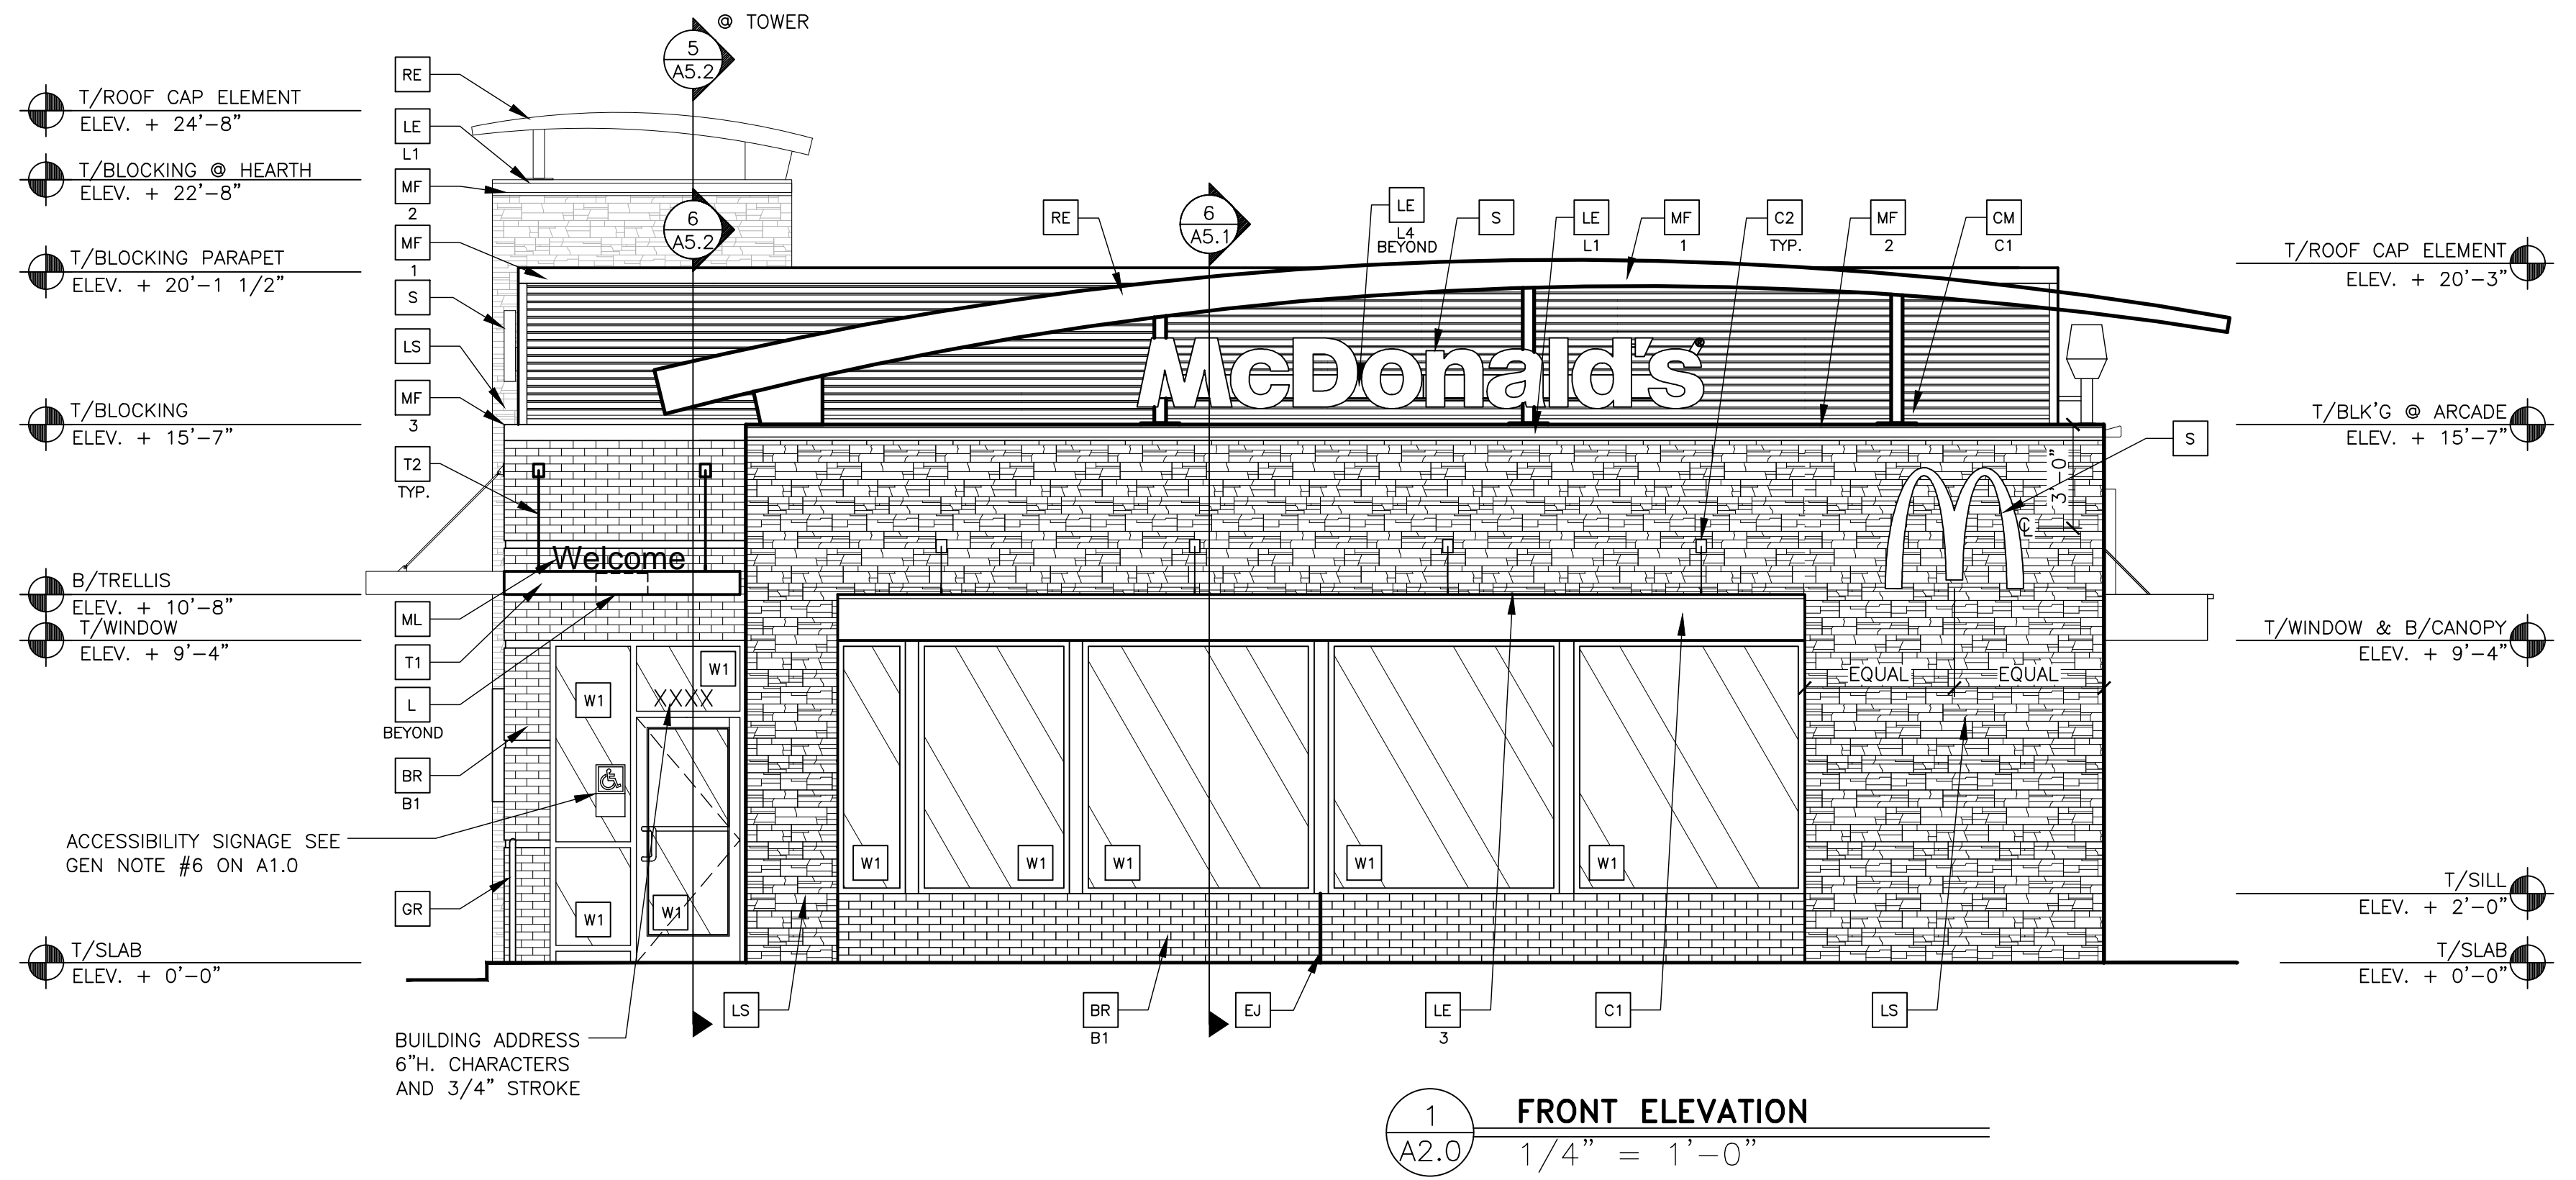 @ TOWER
5
A5.2
T/ROOF CAP ELEMENT
ELEV. + 24'-8"
T/BLOCKING @ HEARTH
ELEV. + 22'-8"
T/BLOCKING PARAPET
ELEV. + 20'-1 1/2"
T/BLOCKING
ELEV. + 15'-7"
B/TRELLIS
ELEV. + 10'-8"
T/WINDOW
ELEV. + 9'-4"
ACCESSIBILITY SIGNAGE SEE
GEN NOTE #6 ON A1.0
T/SLAB
ELEV. + 0'-0"
RE
LE
L1
MF
2
MF
1
S
LS
MF
3
T2
TYP.
ML
T1
L
BEYOND
BR
B1
GR
BUILDING ADDRESS
6"H. CHARACTERS
AND 3/4" STROKE
6
A5.2
RE
6
A5.1
LE
L4
BEYOND
S
LE
L1
MF
1
C2
TYP.
MF
2
CM
C1
McDonald's®
Welcome
W1
W1
XXXX
W1
W1
W1
W1
W1
W1
W1
3'-0"
CL
S
EQUAL
EQUAL
LS
BR
B1
EJ
LE
3
C1
LS
T/ROOF CAP ELEMENT
ELEV. + 20'-3"
T/BLK'G @ ARCADE
ELEV. + 15'-7"
T/WINDOW & B/CANOPY
ELEV. + 9'-4"
T/SILL
ELEV. + 2'-0"
T/SLAB
ELEV. + 0'-0"
1
A2.0
FRONT ELEVATION
1/4" = 1'-0"